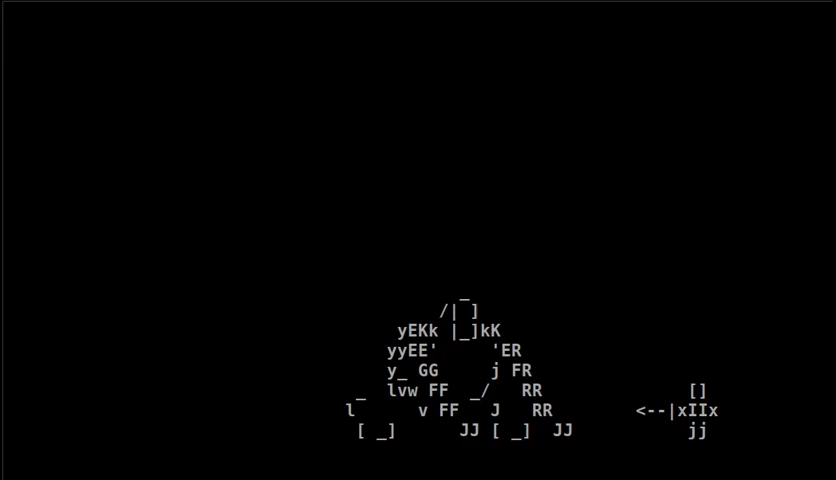 _
/| ]
yEKk |_]kK
yyEE' 'ER
y_ GG j FR
_ lvw FF _/ RR []
l v FF J RR <--|xIIx
[ _] JJ [ _] JJ jj